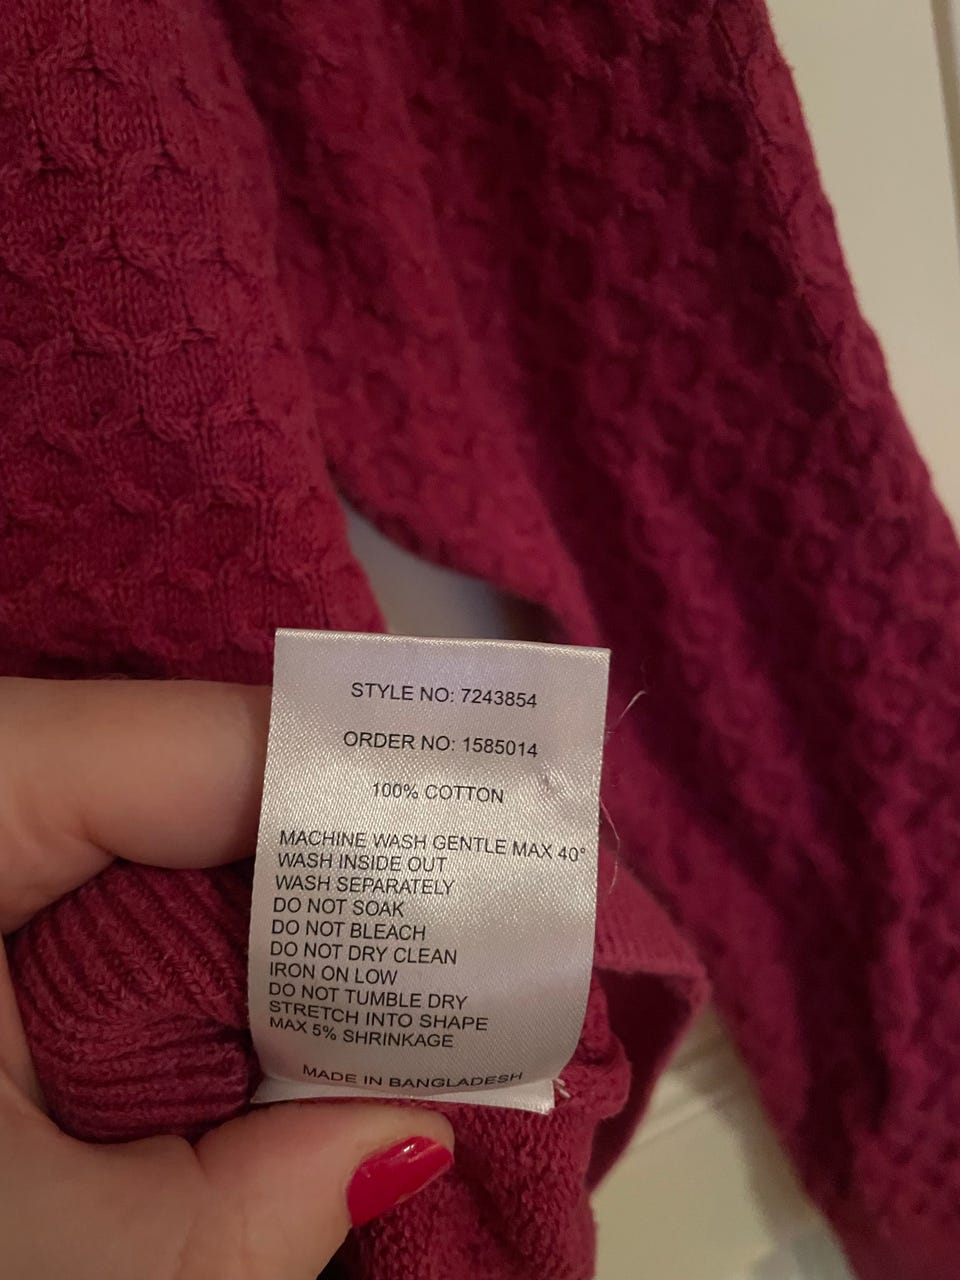 STYLE NO: 7243854
ORDER NO: 1585014
100% COTTON
MACHINE WASH GENTLE MAX 40°
WASH INSIDE OUT
WASH SEPARATELY
DO NOT SOAK
DO NOT BLEACH
DO NOT DRY CLEAN
IRON ON LOW
DO NOT TUMBLE DRY
STRETCH INTO SHAPE
MAX 5% SHRINKAGE
MADE IN BANGLADESH